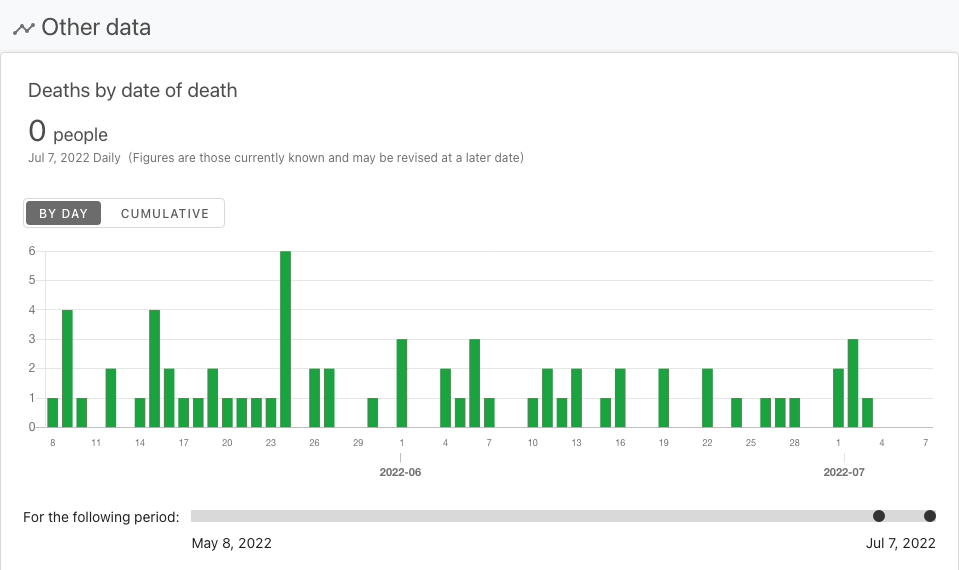 Other data
Deaths by date of death
0 people
Jul 7, 2022 Daily (Figures are those currently known and may be revised at a later date)
BY DAY CUMULATIVE
6
5
4
3
2
1
0
8 11 14 17 20 23 26 29 1 4 7 10 13 16 19 22 25 28 1 4 7
2022-06 2022-07
For the following period:
May 8, 2022 Jul 7, 2022